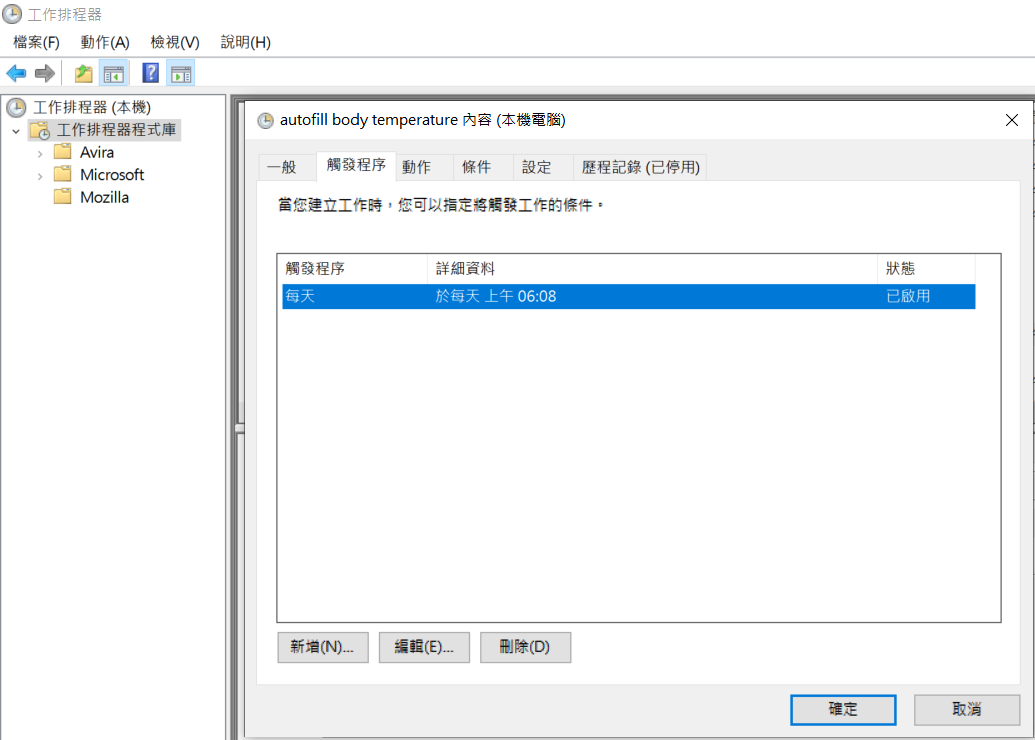 工作排程器
檔案(F) 動作(A) 檢視(V) 說明(H)
工作排程器 (本機)
工作排程器程式庫
Avira
Microsoft
Mozilla
autofill body temperature 內容 (本機電腦)
一般 觸發程序 動作 條件 設定 歷程記錄 (已停用)
當您建立工作時，您可以指定將觸發工作的條件。
觸發程序 詳細資料 狀態
每天 於每天 上午 06:08 已啟用
新增(N)... 編輯(E)... 刪除(D)
確定 取消